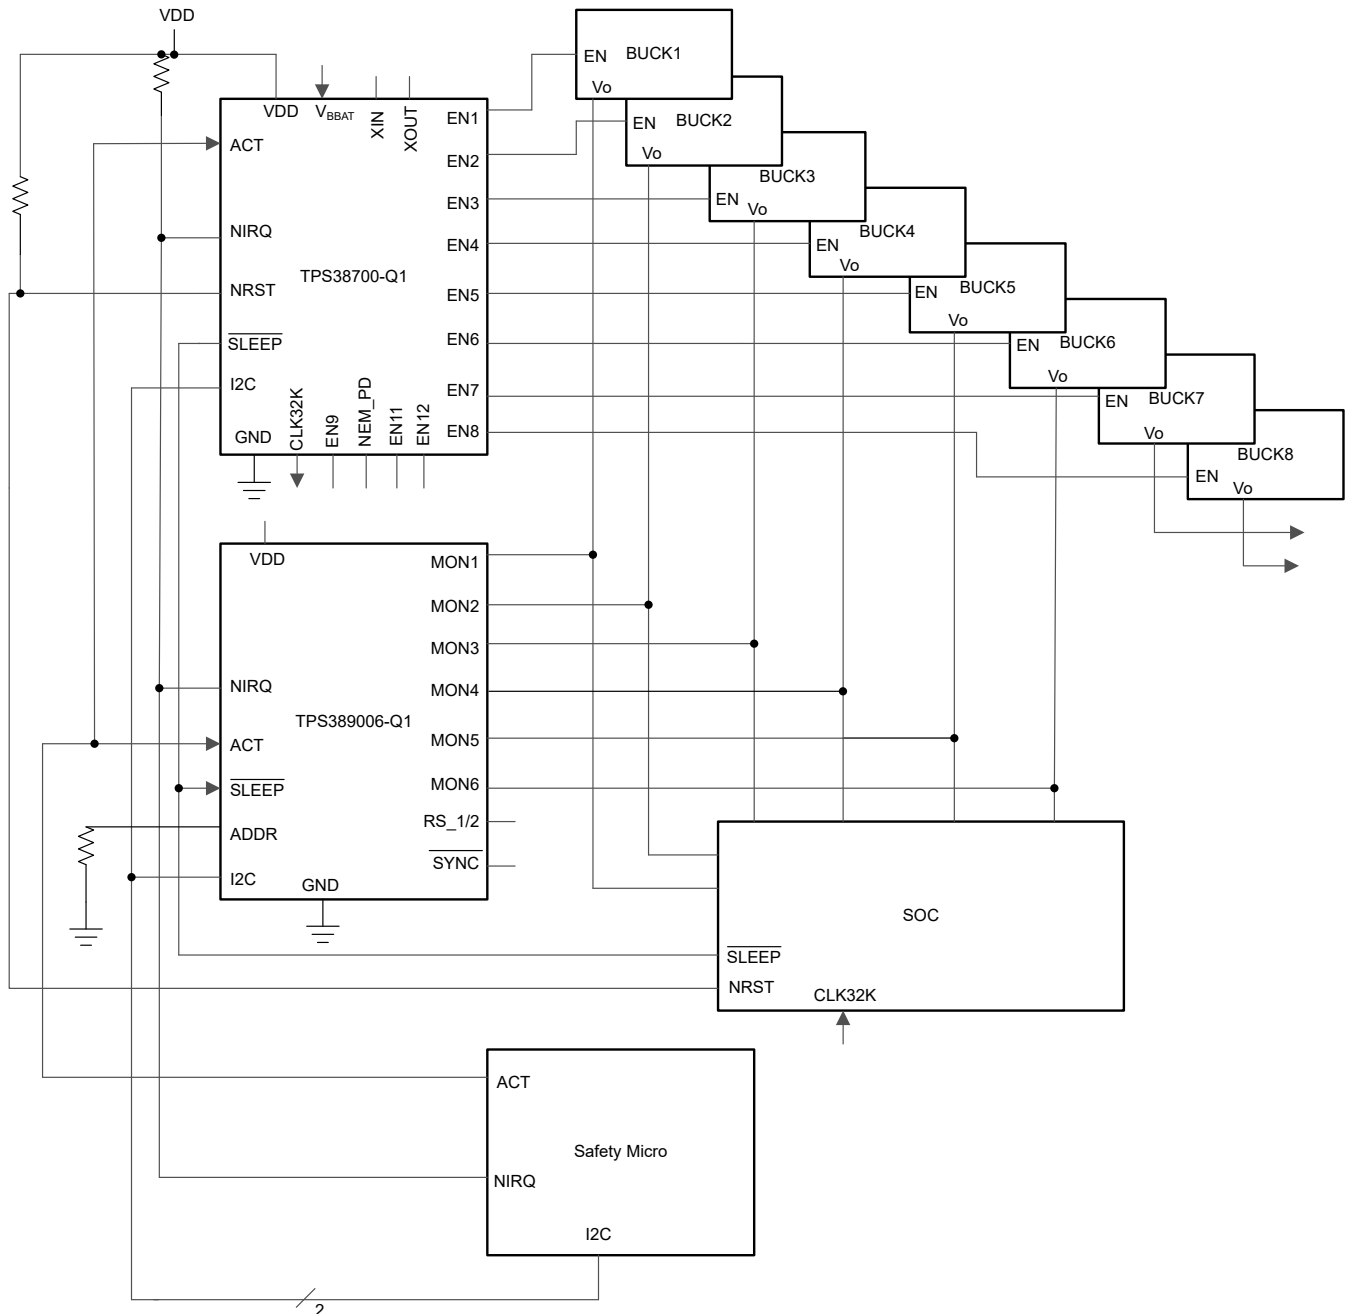 VDD
VDD
VBBAT
XIN
XOUT
ACT
NIRQ
NRST
SLEEP
I2C
GND
TPS38700-Q1
CLK32K
EN9
NEM_PD
EN11
EN12
EN1
EN2
EN3
EN4
EN5
EN6
EN7
EN8
EN
BUCK1
Vo
EN
BUCK2
Vo
EN
BUCK3
Vo
EN
BUCK4
Vo
EN
BUCK5
Vo
EN
BUCK6
Vo
EN
BUCK7
Vo
EN
BUCK8
Vo
VDD
NIRQ
ACT
SLEEP
ADDR
I2C
GND
TPS389006-Q1
MON1
MON2
MON3
MON4
MON5
MON6
RS_1/2
SYNC
SOC
SLEEP
NRST
CLK32K
ACT
Safety Micro
NIRQ
I2C
2